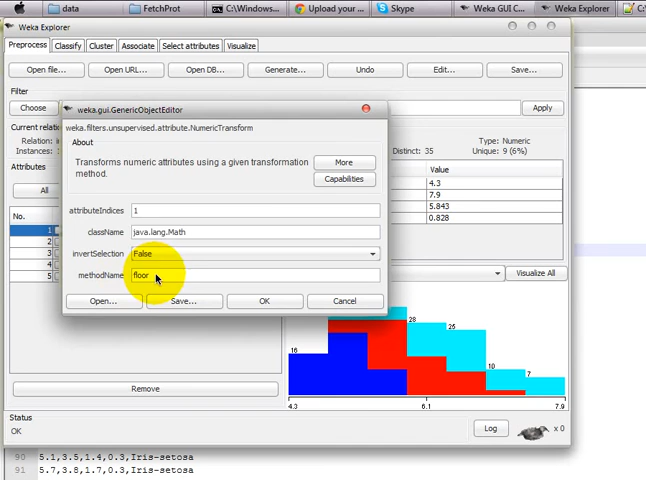 data FetchProt C:\Windows... Upload your ... Skype Weka GUI C... Weka Explorer
Weka Explorer
Preprocess Classify Cluster Associate Select attributes Visualize
Open file... Open URL... Open DB... Generate... Undo Edit... Save...
Filter
Choose Apply
weka.gui.GenericObjectEditor
weka.filters.unsupervised.attribute.NumericTransform
About
Transforms numeric attributes using a given transformation
method.
More
Capabilities
attributeIndices 1
className java.lang.Math
invertSelection False
methodName floor
Open... Save... OK Cancel
Current relation
Relation:
Instances:
Attributes
All
No.
1
2
3
4
5
Remove
Type: Numeric
Distinct: 35 Unique: 9 (6%)
Value
4.3
7.9
5.843
0.828
Visualize All
16 28 25 10 7
4.3 6.1 7.9
Status
OK
Log x 0
90 5.1,3.5,1.4,0.3,Iris-setosa
91 5.7,3.8,1.7,0.3,Iris-setosa